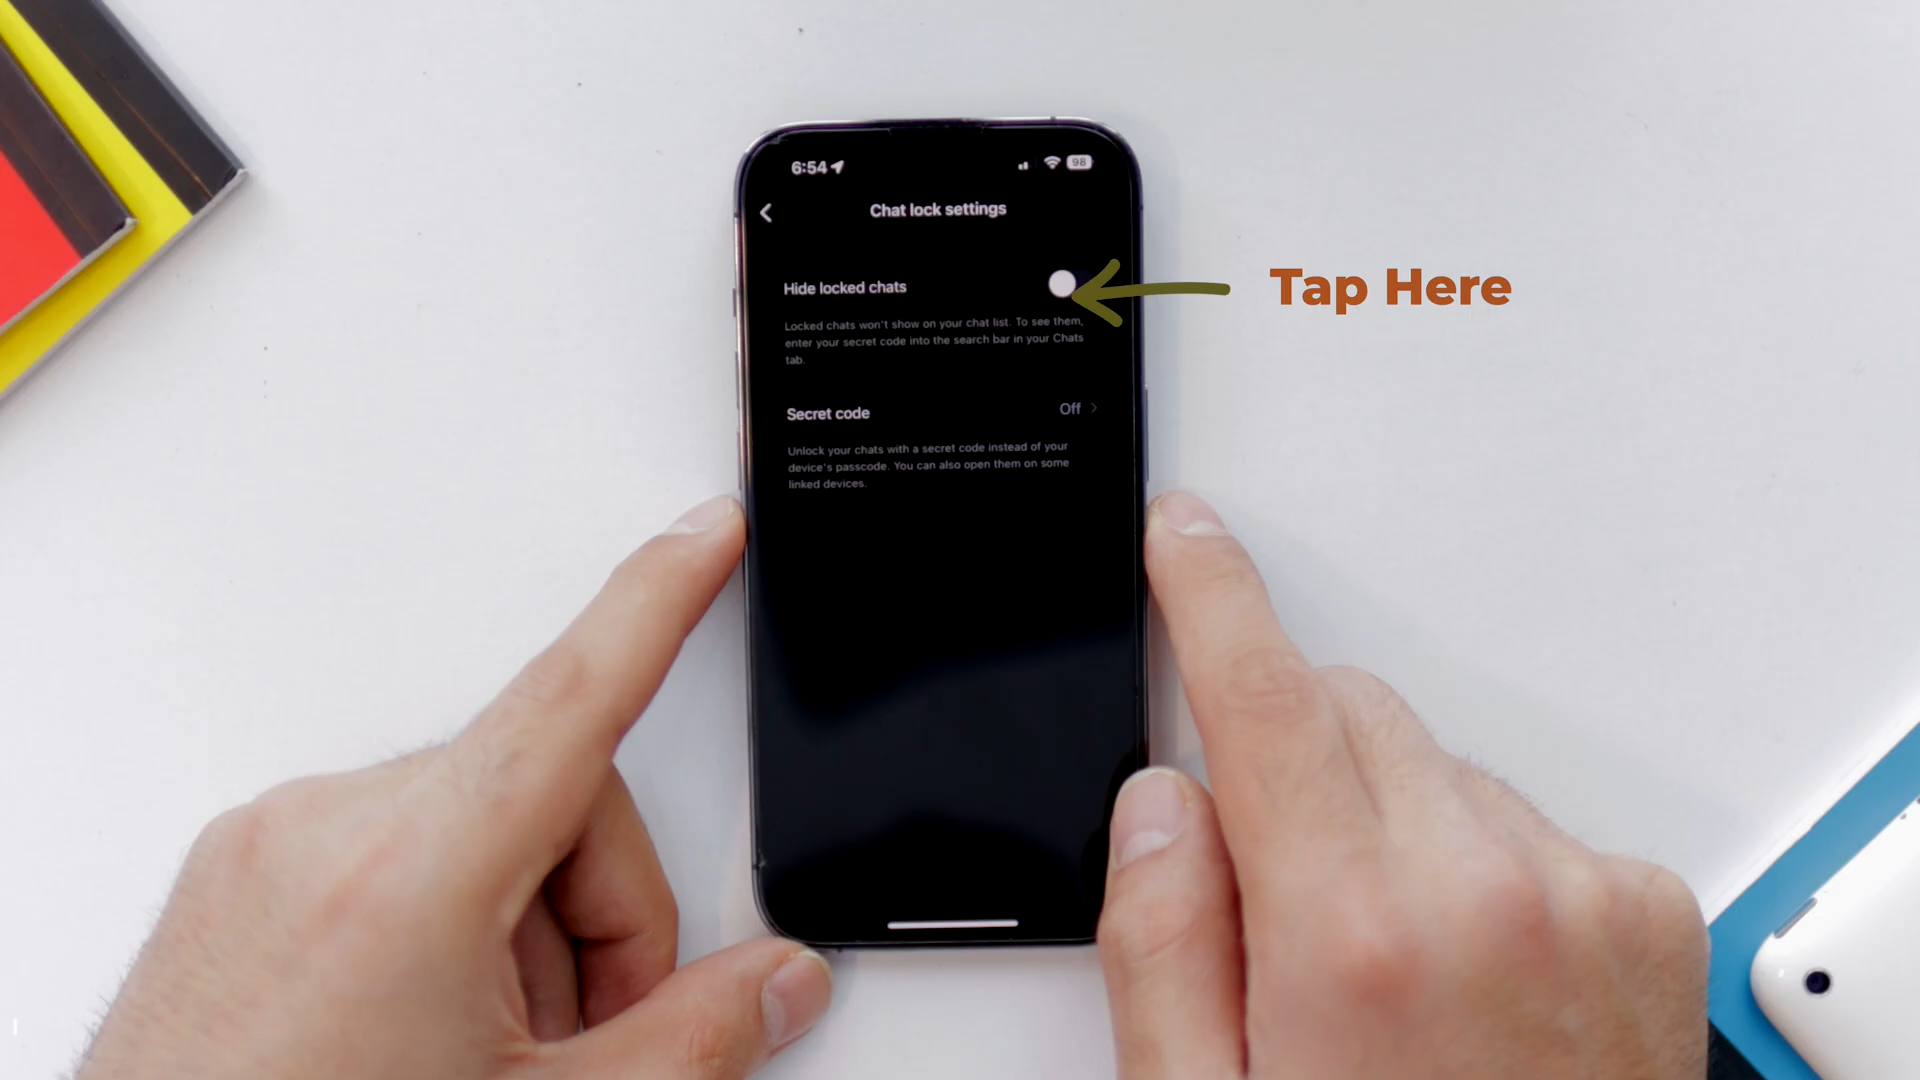 6:54
98
Chat lock settings
Hide locked chats
Tap Here
Locked chats won't show on your chat list. To see them,
enter your secret code into the search bar in your Chats
tab.
Secret code
Off
Unlock your chats with a secret code instead of your
device's passcode. You can also open them on some
linked devices.